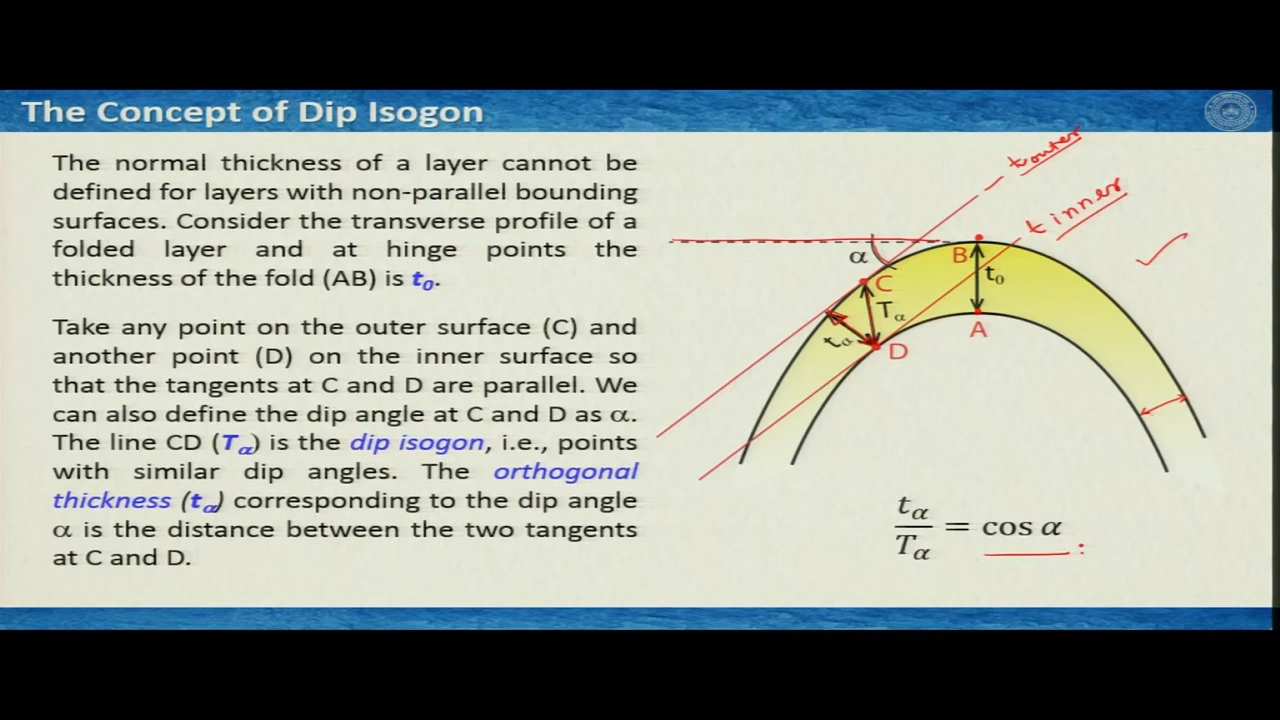 The Concept of Dip Isogon
The normal thickness of a layer cannot be
defined for layers with non-parallel bounding
surfaces. Consider the transverse profile of a
folded layer and at hinge points the
thickness of the fold (AB) is t₀.
Take any point on the outer surface (C) and
another point (D) on the inner surface so
that the tangents at C and D are parallel. We
can also define the dip angle at C and D as α.
The line CD (Tα) is the dip isogon, i.e., points
with similar dip angles. The orthogonal
thickness (tα) corresponding to the dip angle
α is the distance between the two tangents
at C and D.
t outer
t inner
α
B
C
t₀
Tα
tα
A
D
tα/Tα = cos α